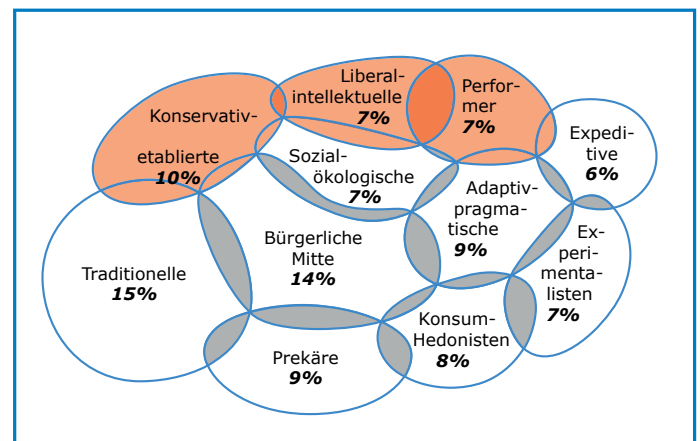 Konservativ-
etablierte
10%
Liberal-
intellektuelle
7%
Perfor-
mer
7%
Expedi-
tive
6%
Sozial-
ökologische
7%
Adaptiv-
pragma-
tische
9%
Traditionelle
15%
Bürgerliche
Mitte
14%
Ex-
peri-
menta-
listen
7%
Prekäre
9%
Konsum-
Hedonisten
8%